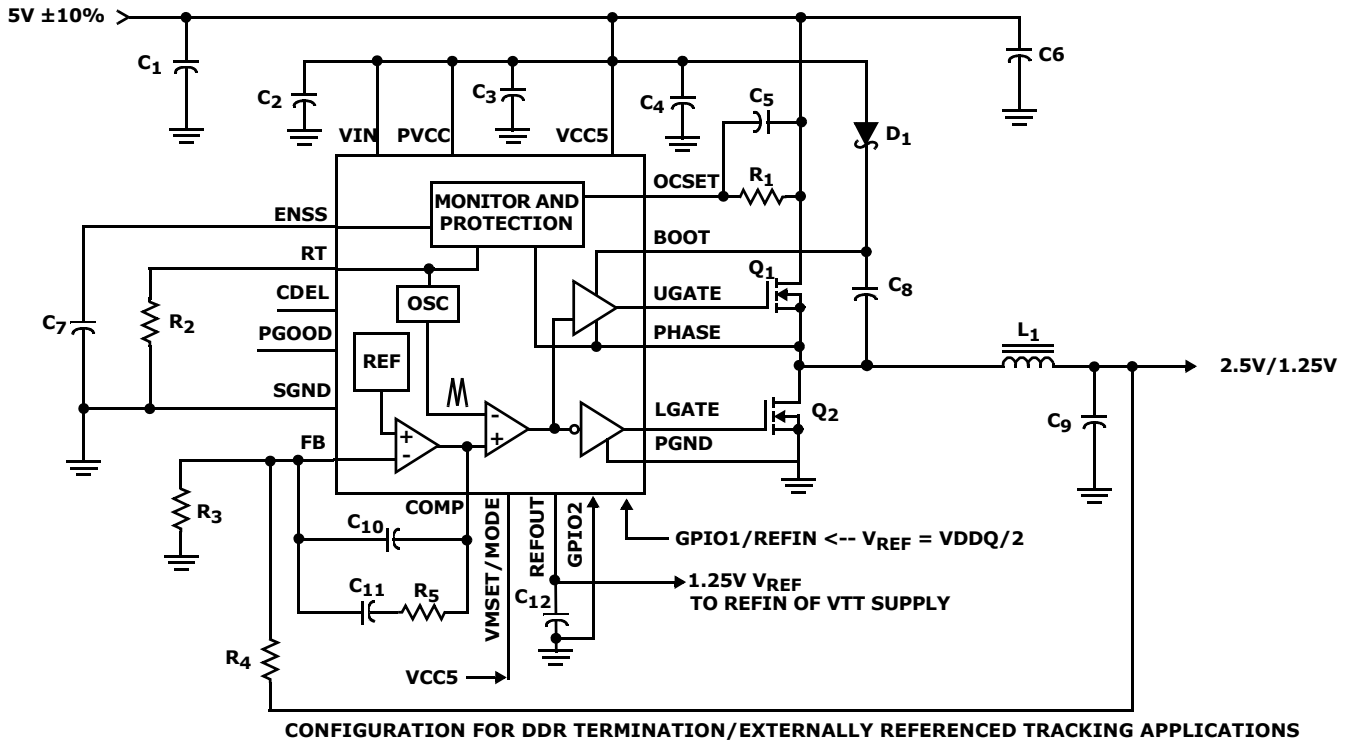 5V ±10%
C1
C2
C3
C4
C5
C6
D1
VIN
PVCC
VCC5
MONITOR AND
PROTECTION
OCSET
R1
ENSS
BOOT
RT
Q1
OSC
UGATE
C8
CDEL
C7
R2
PGOOD
PHASE
L1
REF
2.5V/1.25V
SGND
LGATE
Q2
C9
+
-
-
+
FB
PGND
R3
COMP
VMSET/MODE
REFOUT
GPIO2
C10
GPIO1/REFIN <-- VREF = VDDQ/2
C11
R5
C12
1.25V VREF
TO REFIN OF VTT SUPPLY
R4
VCC5
CONFIGURATION FOR DDR TERMINATION/EXTERNALLY REFERENCED TRACKING APPLICATIONS